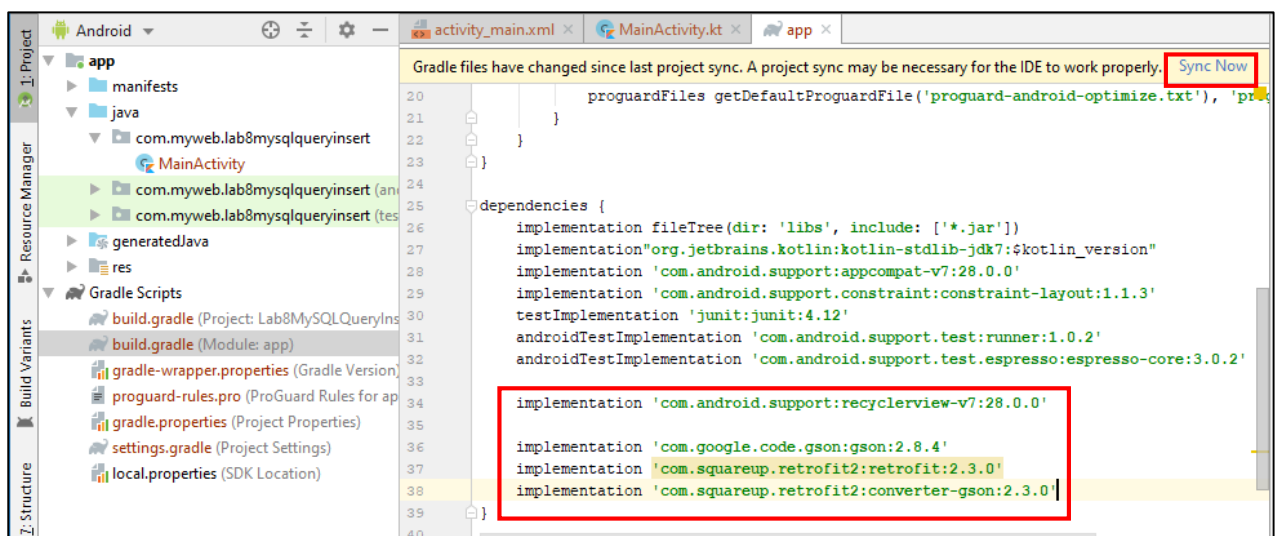 1: Project
Resource Manager
Build Variants
7: Structure
Android
app
manifests
java
com.myweb.lab8mysqlqueryinsert
MainActivity
com.myweb.lab8mysqlqueryinsert (an
com.myweb.lab8mysqlqueryinsert (tes
generatedJava
res
Gradle Scripts
build.gradle (Project: Lab8MySQLQueryIns
build.gradle (Module: app)
gradle-wrapper.properties (Gradle Version)
proguard-rules.pro (ProGuard Rules for ap
gradle.properties (Project Properties)
settings.gradle (Project Settings)
local.properties (SDK Location)
activity_main.xml MainActivity.kt app
Gradle files have changed since last project sync. A project sync may be necessary for the IDE to work properly. Sync Now
20 proguardFiles getDefaultProguardFile('proguard-android-optimize.txt'),
21 }
22 }
23 }
24
25 dependencies {
26 implementation fileTree(dir: 'libs', include: ['*.jar'])
27 implementation"org.jetbrains.kotlin:kotlin-stdlib-jdk7:$kotlin_version"
28 implementation 'com.android.support:appcompat-v7:28.0.0'
29 implementation 'com.android.support.constraint:constraint-layout:1.1.3'
30 testImplementation 'junit:junit:4.12'
31 androidTestImplementation 'com.android.support.test:runner:1.0.2'
32 androidTestImplementation 'com.android.support.test.espresso:espresso-core:3.0.2'
33
34 implementation 'com.android.support:recyclerview-v7:28.0.0'
35
36 implementation 'com.google.code.gson:gson:2.8.4'
37 implementation 'com.squareup.retrofit2:retrofit:2.3.0'
38 implementation 'com.squareup.retrofit2:converter-gson:2.3.0'
39 }
40